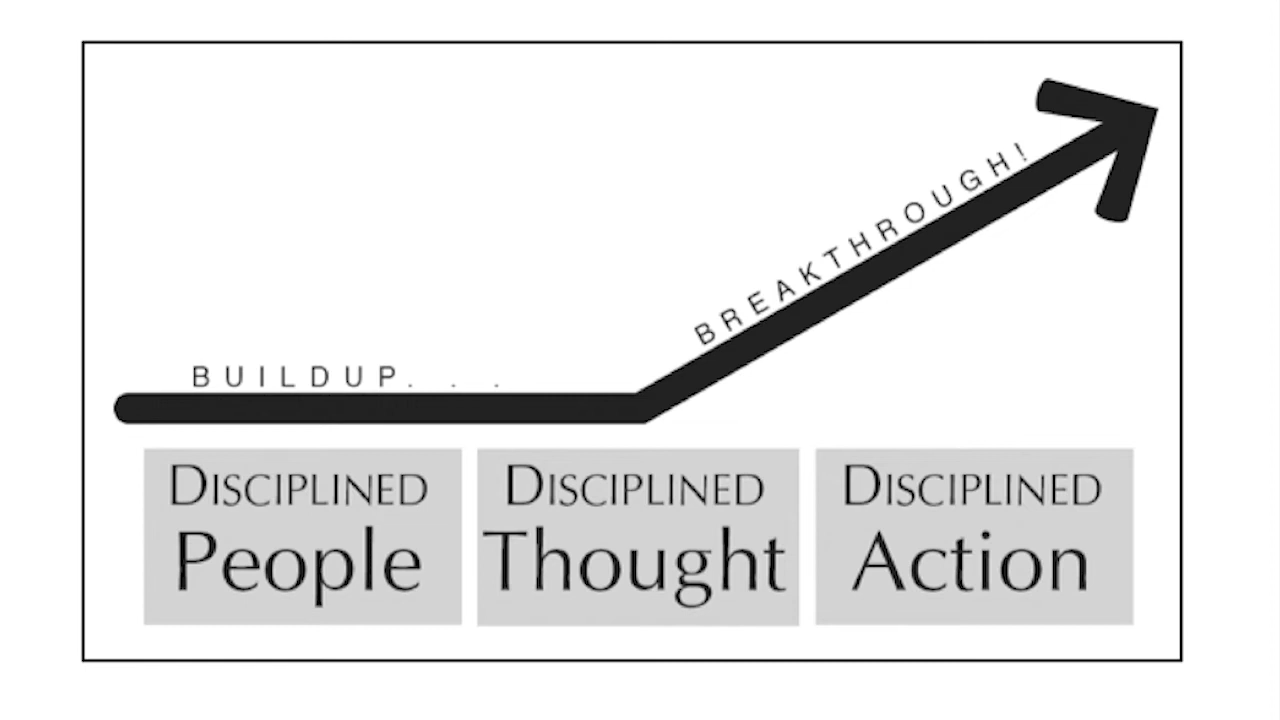 BREAKTHROUGH!
BUILDUP. . .
DISCIPLINED
People
DISCIPLINED
Thought
DISCIPLINED
Action